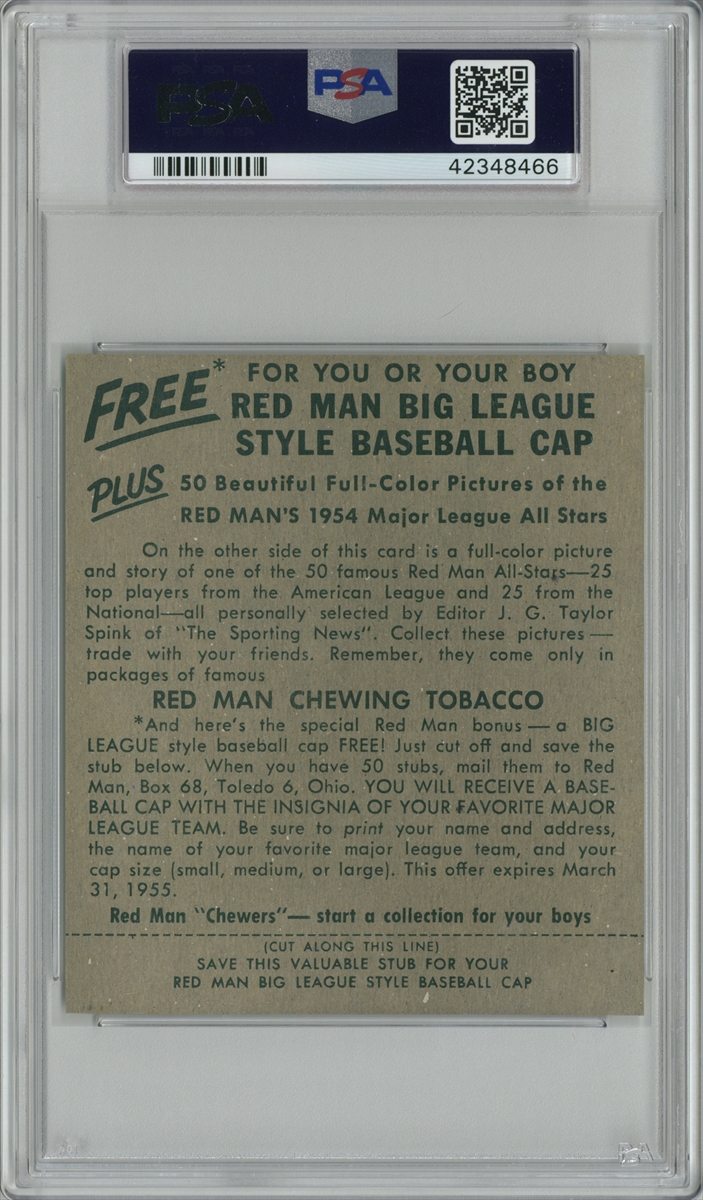 PSA
PSA
42348466
FREE* FOR YOU OR YOUR BOY
RED MAN BIG LEAGUE
STYLE BASEBALL CAP
PLUS 50 Beautiful Full-Color Pictures of the
RED MAN'S 1954 Major League All Stars
On the other side of this card is a full-color picture
and story of one of the 50 famous Red Man All-Stars—25
top players from the American League and 25 from the
National—all personally selected by Editor J. G. Taylor
Spink of "The Sporting News". Collect these pictures—
trade with your friends. Remember, they come only in
packages of famous
RED MAN CHEWING TOBACCO
*And here's the special Red Man bonus—a BIG
LEAGUE style baseball cap FREE! Just cut off and save the
stub below. When you have 50 stubs, mail them to Red
Man, Box 68, Toledo 6, Ohio. YOU WILL RECEIVE A BASE-
BALL CAP WITH THE INSIGNIA OF YOUR FAVORITE MAJOR
LEAGUE TEAM. Be sure to print your name and address,
the name of your favorite major league team, and your
cap size (small, medium, or large). This offer expires March
31, 1955.
Red Man "Chewers"—start a collection for your boys
(CUT ALONG THIS LINE)
SAVE THIS VALUABLE STUB FOR YOUR
RED MAN BIG LEAGUE STYLE BASEBALL CAP